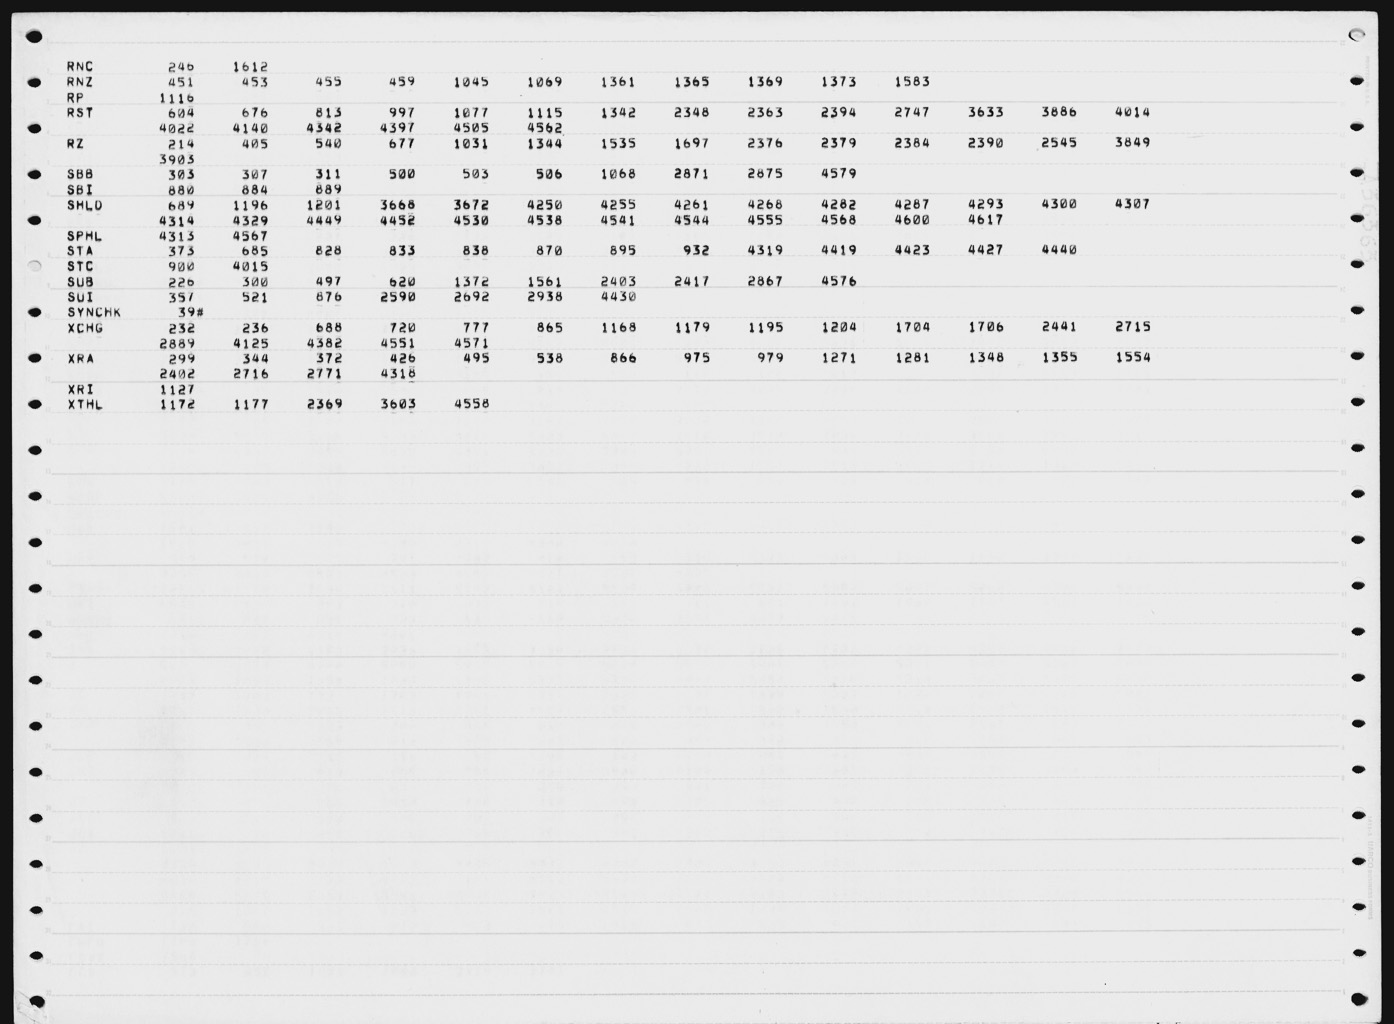 RNC 246 1612
RNZ 451 453 455 459 1045 1069 1361 1365 1369 1373 1583
RP 1116
RST 604 676 813 997 1077 1115 1342 2348 2363 2394 2747 3633 3886 4014
4022 4140 4342 4397 4505 4562
RZ 214 405 540 677 1031 1344 1535 1697 2376 2379 2384 2390 2545 3849
3903
SBB 303 307 311 500 503 506 1068 2871 2875 4579
SBI 880 884 889
SHLD 689 1196 1201 3668 3672 4250 4255 4261 4268 4282 4287 4293 4300 4307
4314 4329 4449 4452 4530 4538 4541 4544 4555 4568 4600 4617
SPHL 4313 4567
STA 373 685 828 833 838 870 895 932 4319 4419 4423 4427 4440
STC 900 4015
SUB 226 300 497 620 1372 1561 2403 2417 2867 4576
SUI 357 521 876 2590 2692 2938 4430
SYNCHK 39#
XCHG 232 236 688 720 777 865 1168 1179 1195 1204 1704 1706 2441 2715
2889 4125 4382 4551 4571
XRA 299 344 372 426 495 538 866 975 979 1271 1281 1348 1355 1554
2402 2716 2771 4318
XRI 1127
XTHL 1172 1177 2369 3603 4558